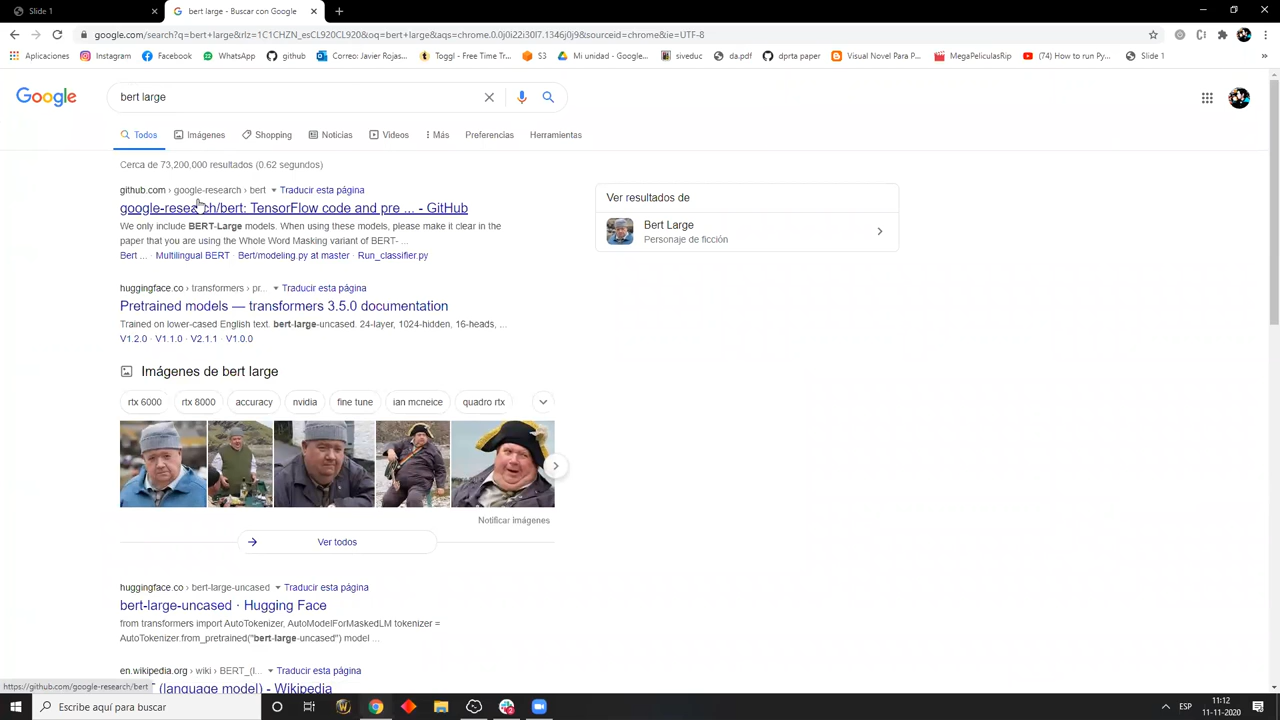 Slide 1
bert large - Buscar con Google
google.com/search?q=bert+large&rlz=1C1CHZN_esCL920CL920&oq=bert+large&aqs=chrome.0.0j0i22i30l7.1346j0j9&sourceid=chrome&ie=UTF-8
Aplicaciones
Instagram
Facebook
WhatsApp
github
Correo: Javier Rojas...
Toggl - Free Time Tr...
S3
Mi unidad - Google...
siveduc
da.pdf
dprta paper
Visual Novel Para P...
MegaPeliculasRip
(74) How to run Py...
Slide 1
Google
bert large
Todos
Imágenes
Shopping
Noticias
Videos
Más
Preferencias
Herramientas
Cerca de 73,200,000 resultados (0.62 segundos)
github.com › google-research › bert
Traducir esta página
google-research/bert: TensorFlow code and pre ... - GitHub
We only include BERT-Large models. When using these models, please make it clear in the
paper that you are using the Whole Word Masking variant of BERT- ...
Bert ... · Multilingual BERT · Bert/modeling.py at master · Run_classifier.py
Ver resultados de
Bert Large
Personaje de ficción
huggingface.co › transformers › pr...
Traducir esta página
Pretrained models — transformers 3.5.0 documentation
Trained on lower-cased English text. bert-large-uncased. 24-layer, 1024-hidden, 16-heads, ...
V1.2.0 · V1.1.0 · V2.1.1 · V1.0.0
Imágenes de bert large
rtx 6000
rtx 8000
accuracy
nvidia
fine tune
ian mcneice
quadro rtx
Notificar imágenes
Ver todos
huggingface.co › bert-large-uncased
Traducir esta página
bert-large-uncased · Hugging Face
from transformers import AutoTokenizer, AutoModelForMaskedLM tokenizer =
AutoTokenizer.from_pretrained("bert-large-uncased") model ...
en.wikipedia.org › wiki › BERT_(l...
Traducir esta página
(language model) - Wikipedia
https://github.com/google-research/bert
Escribe aquí para buscar
ESP
11:12
11-11-2020